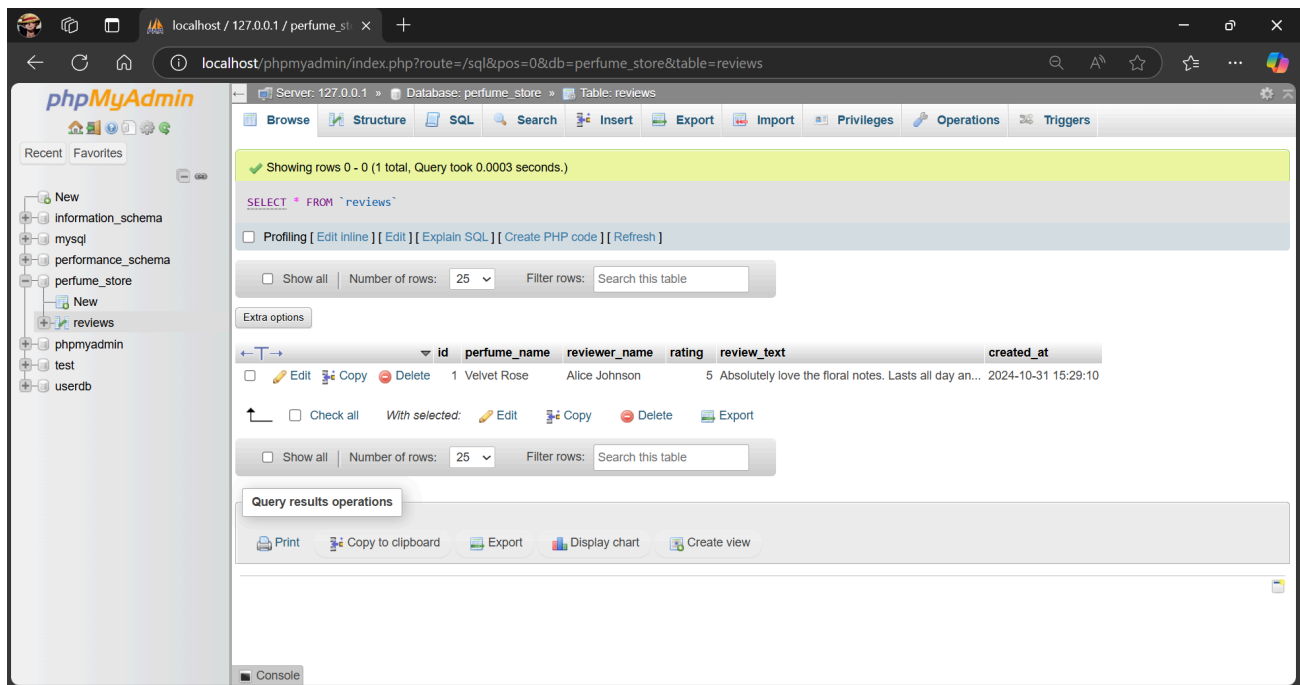 localhost / 127.0.0.1 / perfume_st
localhost/phpmyadmin/index.php?route=/sql&pos=0&db=perfume_store&table=reviews
phpMyAdmin
Recent Favorites
New
information_schema
mysql
performance_schema
perfume_store
New
reviews
phpmyadmin
test
userdb
Server: 127.0.0.1 » Database: perfume_store » Table: reviews
Browse Structure SQL Search Insert Export Import Privileges Operations Triggers
Showing rows 0 - 0 (1 total, Query took 0.0003 seconds.)
SELECT * FROM `reviews`
Profiling [ Edit inline ] [ Edit ] [ Explain SQL ] [ Create PHP code ] [ Refresh ]
Show all Number of rows: 25 Filter rows: Search this table
Extra options
id perfume_name reviewer_name rating review_text created_at
Edit Copy Delete 1 Velvet Rose Alice Johnson 5 Absolutely love the floral notes. Lasts all day an... 2024-10-31 15:29:10
Check all With selected: Edit Copy Delete Export
Show all Number of rows: 25 Filter rows: Search this table
Query results operations
Print Copy to clipboard Export Display chart Create view
Console